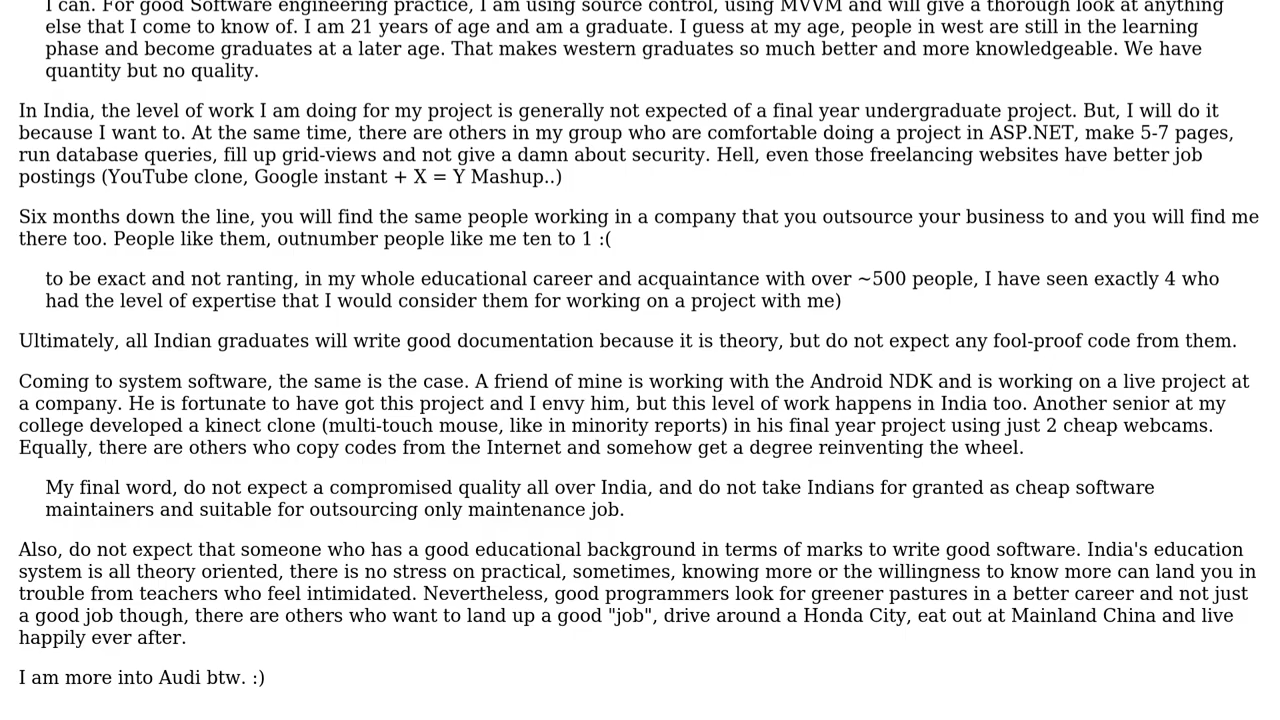 I can. For good Software engineering practice, I am using source control, using MVVM and will give a thorough look at anything
else that I come to know of. I am 21 years of age and am a graduate. I guess at my age, people in west are still in the learning
phase and become graduates at a later age. That makes western graduates so much better and more knowledgeable. We have
quantity but no quality.
In India, the level of work I am doing for my project is generally not expected of a final year undergraduate project. But, I will do it
because I want to. At the same time, there are others in my group who are comfortable doing a project in ASP.NET, make 5-7 pages,
run database queries, fill up grid-views and not give a damn about security. Hell, even those freelancing websites have better job
postings (YouTube clone, Google instant + X = Y Mashup..)
Six months down the line, you will find the same people working in a company that you outsource your business to and you will find me
there too. People like them, outnumber people like me ten to 1 :(
to be exact and not ranting, in my whole educational career and acquaintance with over ~500 people, I have seen exactly 4 who
had the level of expertise that I would consider them for working on a project with me)
Ultimately, all Indian graduates will write good documentation because it is theory, but do not expect any fool-proof code from them.
Coming to system software, the same is the case. A friend of mine is working with the Android NDK and is working on a live project at
a company. He is fortunate to have got this project and I envy him, but this level of work happens in India too. Another senior at my
college developed a kinect clone (multi-touch mouse, like in minority reports) in his final year project using just 2 cheap webcams.
Equally, there are others who copy codes from the Internet and somehow get a degree reinventing the wheel.
My final word, do not expect a compromised quality all over India, and do not take Indians for granted as cheap software
maintainers and suitable for outsourcing only maintenance job.
Also, do not expect that someone who has a good educational background in terms of marks to write good software. India's education
system is all theory oriented, there is no stress on practical, sometimes, knowing more or the willingness to know more can land you in
trouble from teachers who feel intimidated. Nevertheless, good programmers look for greener pastures in a better career and not just
a good job though, there are others who want to land up a good "job", drive around a Honda City, eat out at Mainland China and live
happily ever after.
I am more into Audi btw. :)